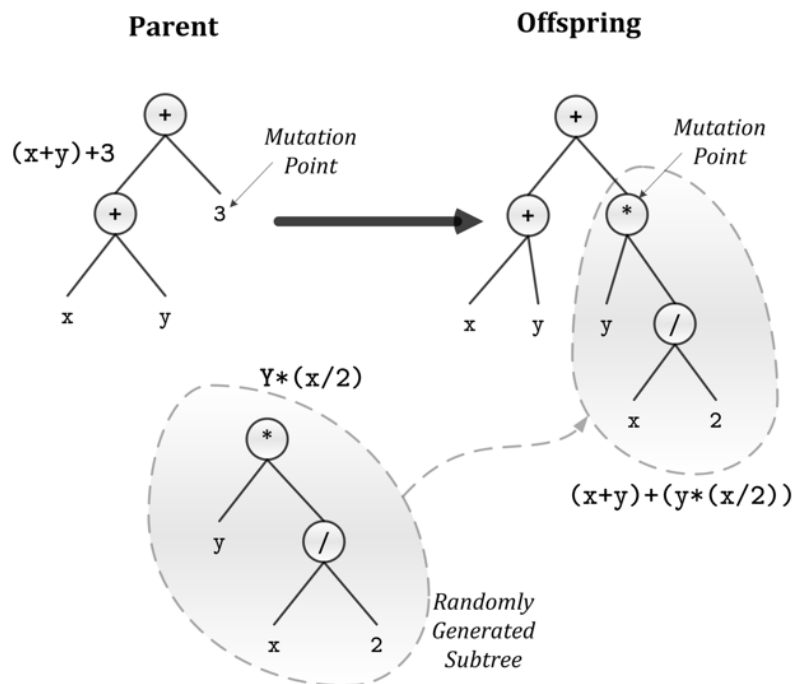 Parent
Offspring
+
(x+y)+3
Mutation
Point
+
3
x
y
+
Mutation
Point
+
*
x
y
y
/
x
2
(x+y)+(y*(x/2))
Y*(x/2)
*
y
/
x
2
Randomly
Generated
Subtree